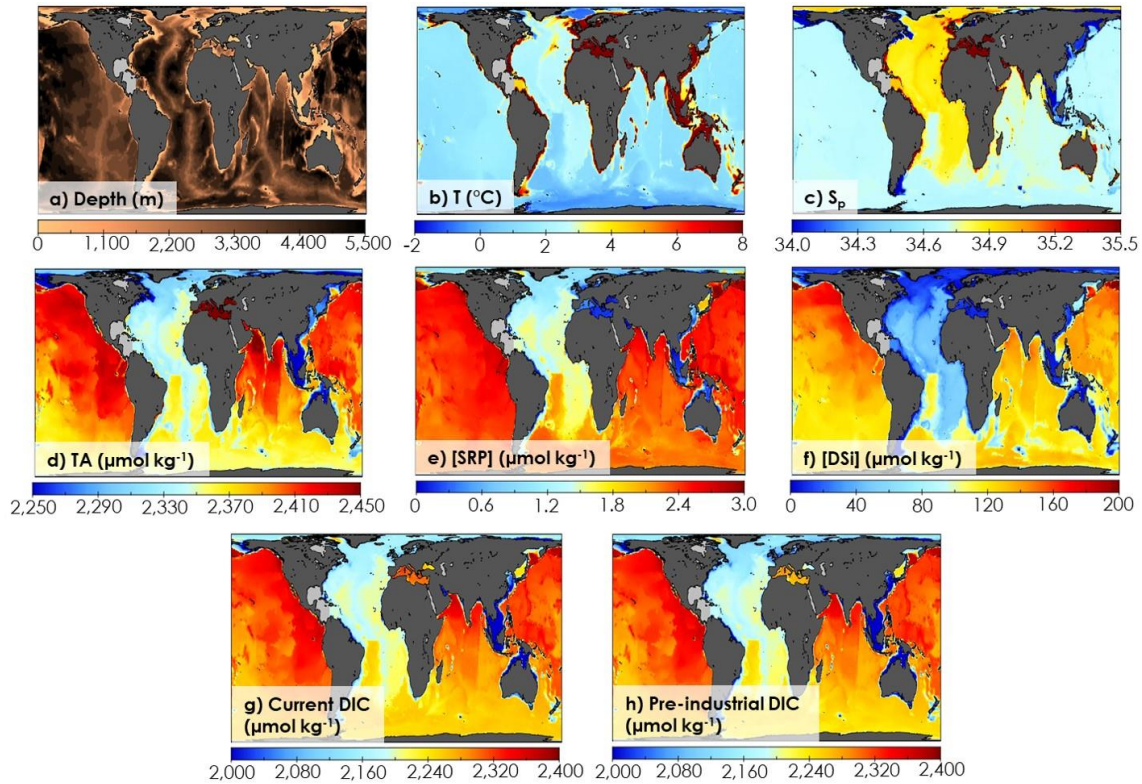 a) Depth (m)
0 1,100 2,200 3,300 4,400 5,500
b) T (°C)
-2 0 2 4 6 8
c) Sₚ
34.0 34.3 34.6 34.9 35.2 35.5
d) TA (μmol kg⁻¹)
2,250 2,290 2,330 2,370 2,410 2,450
e) [SRP] (μmol kg⁻¹)
0 0.6 1.2 1.8 2.4 3.0
f) [DSi] (μmol kg⁻¹)
0 40 80 120 160 200
g) Current DIC
(μmol kg⁻¹)
2,000 2,080 2,160 2,240 2,320 2,400
h) Pre-industrial DIC
(μmol kg⁻¹)
2,000 2,080 2,160 2,240 2,320 2,400